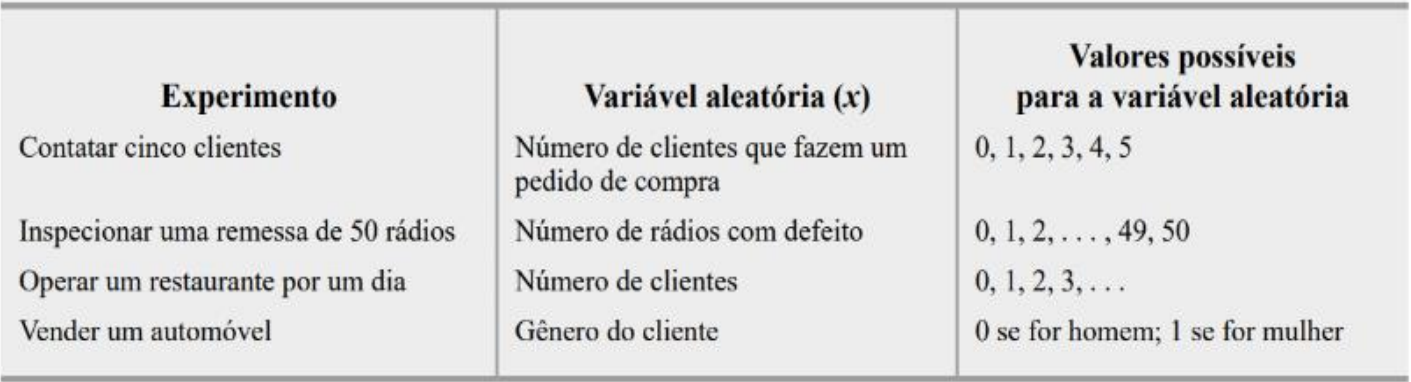 Experimento
Variável aleatória (x)
Valores possíveis
para a variável aleatória
Contatar cinco clientes
Número de clientes que fazem um
pedido de compra
0, 1, 2, 3, 4, 5
Inspecionar uma remessa de 50 rádios
Número de rádios com defeito
0, 1, 2, . . . , 49, 50
Operar um restaurante por um dia
Número de clientes
0, 1, 2, 3, . . .
Vender um automóvel
Gênero do cliente
0 se for homem; 1 se for mulher